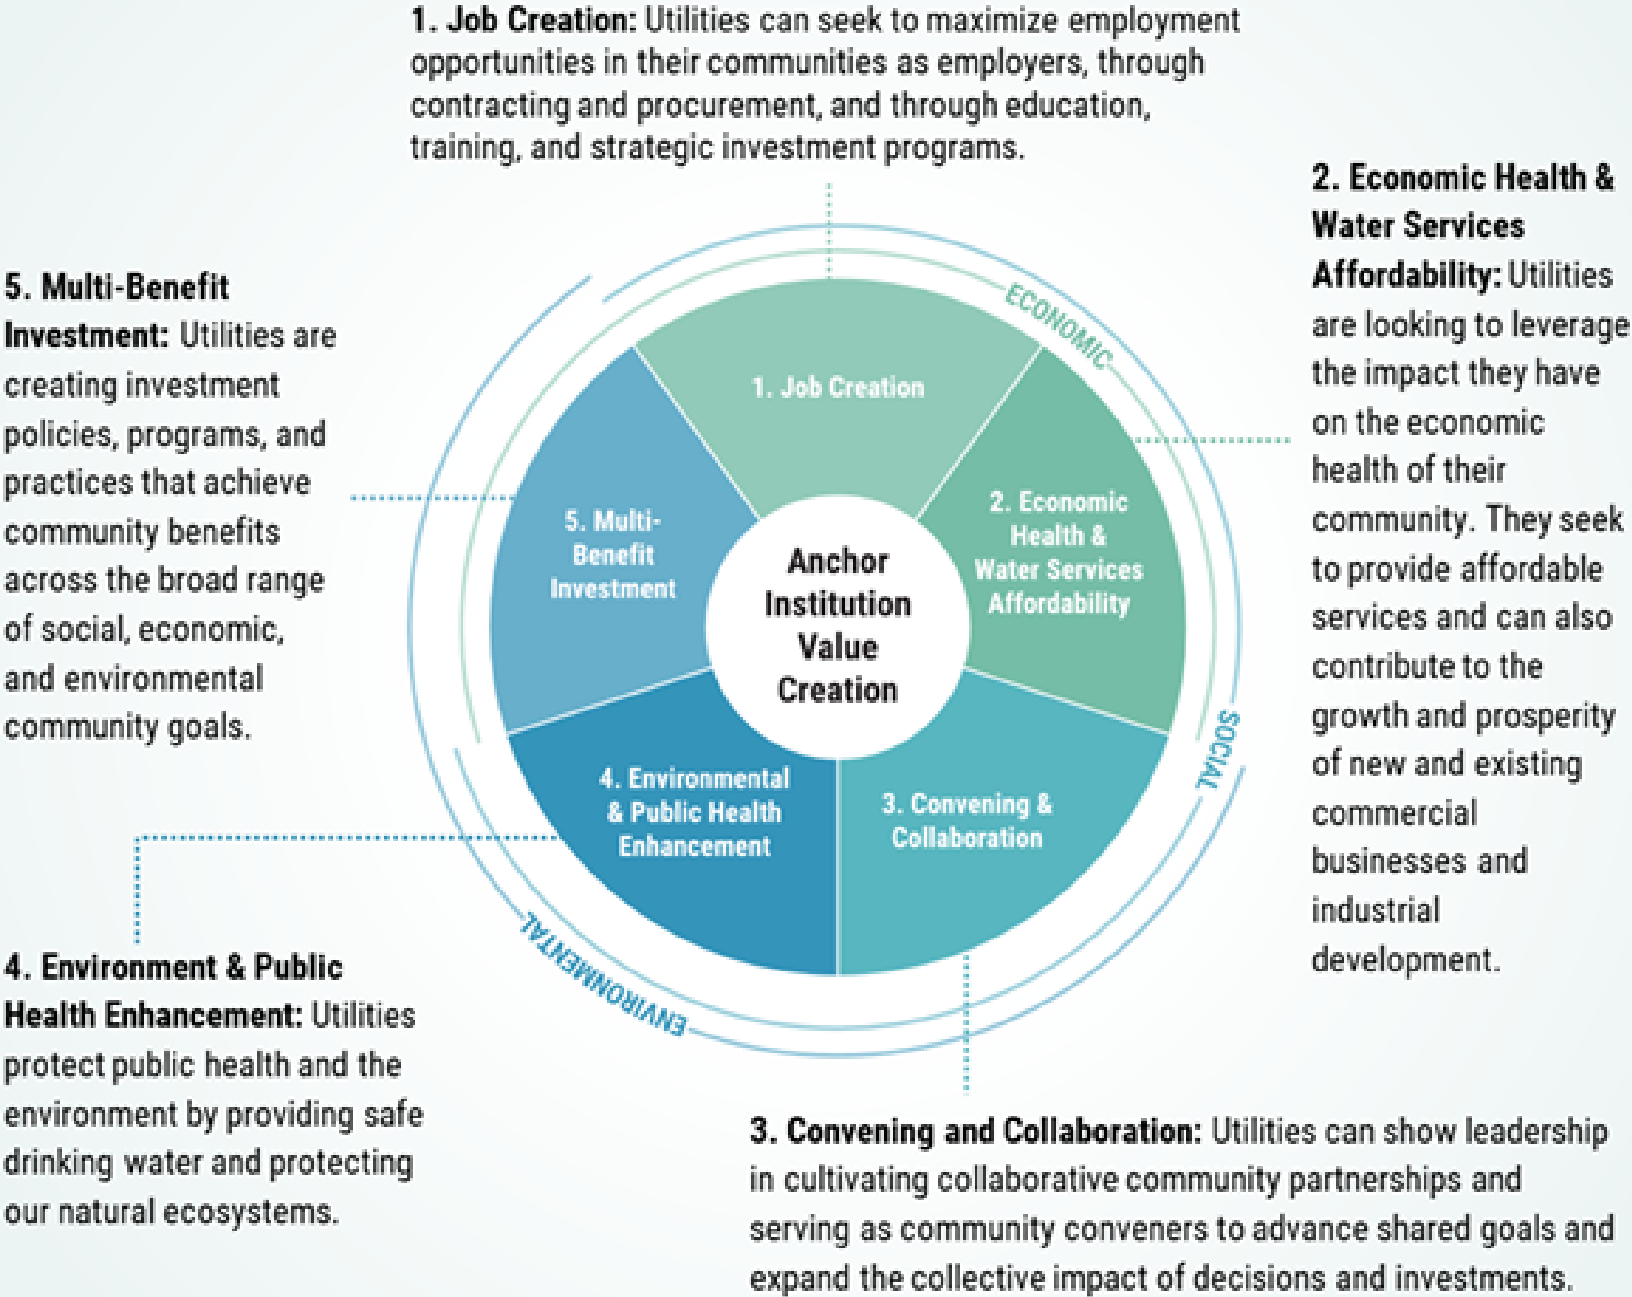 1. Job Creation: Utilities can seek to maximize employment
opportunities in their communities as employers, through
contracting and procurement, and through education,
training, and strategic investment programs.
2. Economic Health &
Water Services
Affordability: Utilities
are looking to leverage
the impact they have
on the economic
health of their
community. They seek
to provide affordable
services and can also
contribute to the
growth and prosperity
of new and existing
commercial
businesses and
industrial
development.
5. Multi-Benefit
Investment: Utilities are
creating investment
policies, programs, and
practices that achieve
community benefits
across the broad range
of social, economic,
and environmental
community goals.
ECONOMIC
1. Job Creation
2. Economic
Health &
Water Services
Affordability
5. Multi-
Benefit
Investment
Anchor
Institution
Value
Creation
SOCIAL
4. Environmental
& Public Health
Enhancement
3. Convening &
Collaboration
ENVIRONMENTAL
4. Environment & Public
Health Enhancement: Utilities
protect public health and the
environment by providing safe
drinking water and protecting
our natural ecosystems.
3. Convening and Collaboration: Utilities can show leadership
in cultivating collaborative community partnerships and
serving as community conveners to advance shared goals and
expand the collective impact of decisions and investments.